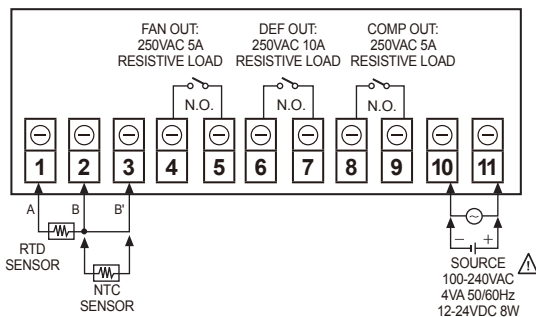 FAN OUT:
250VAC 5A
RESISTIVE LOAD
DEF OUT:
250VAC 10A
RESISTIVE LOAD
COMP OUT:
250VAC 5A
RESISTIVE LOAD
N.O.
N.O.
N.O.
1 2 3 4 5 6 7 8 9 10 11
A B B'
RTD
SENSOR
NTC
SENSOR
− +
SOURCE
100-240VAC
4VA 50/60Hz
12-24VDC 8W